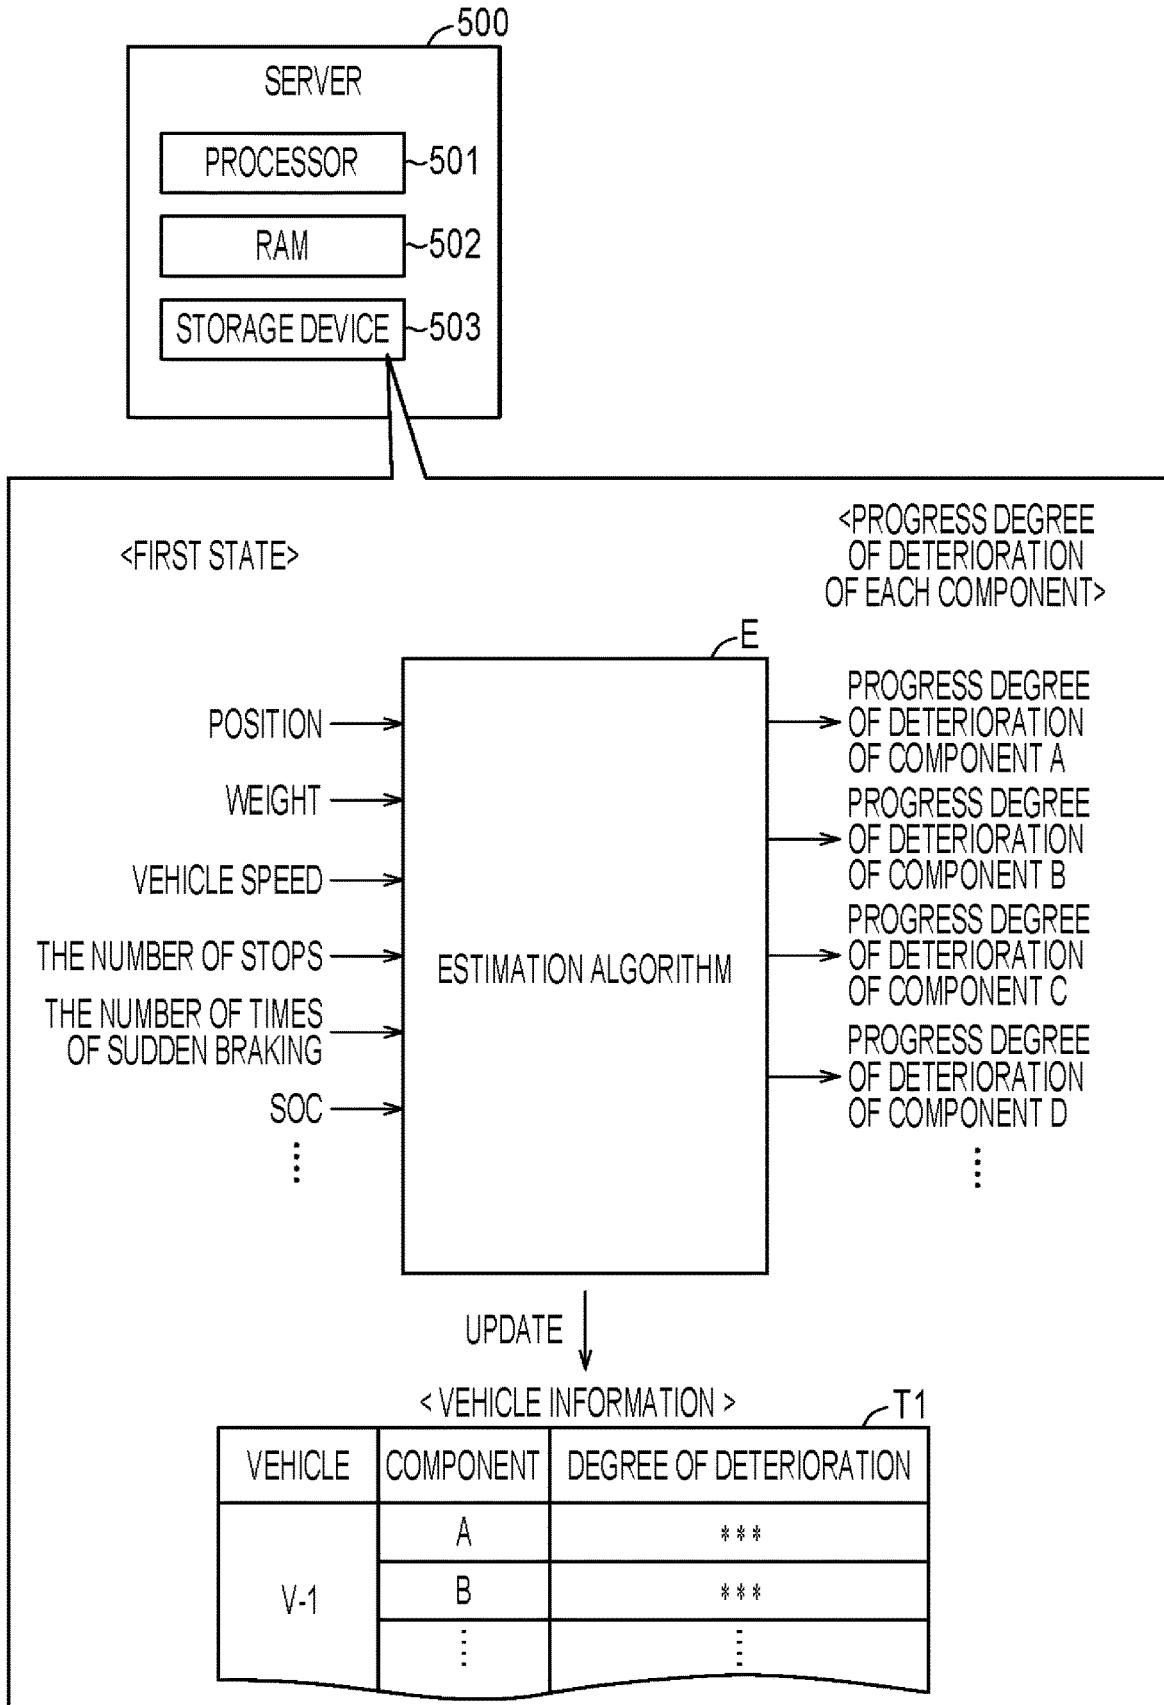 500
SERVER
PROCESSOR
501
RAM
502
STORAGE DEVICE
503
<FIRST STATE>
<PROGRESS DEGREE
OF DETERIORATION
OF EACH COMPONENT>
E
POSITION
WEIGHT
VEHICLE SPEED
THE NUMBER OF STOPS
THE NUMBER OF TIMES
OF SUDDEN BRAKING
SOC
ESTIMATION ALGORITHM
PROGRESS DEGREE
OF DETERIORATION
OF COMPONENT A
PROGRESS DEGREE
OF DETERIORATION
OF COMPONENT B
PROGRESS DEGREE
OF DETERIORATION
OF COMPONENT C
PROGRESS DEGREE
OF DETERIORATION
OF COMPONENT D
UPDATE
< VEHICLE INFORMATION >
T1
VEHICLE
COMPONENT
DEGREE OF DETERIORATION
V-1
A
***
B
***